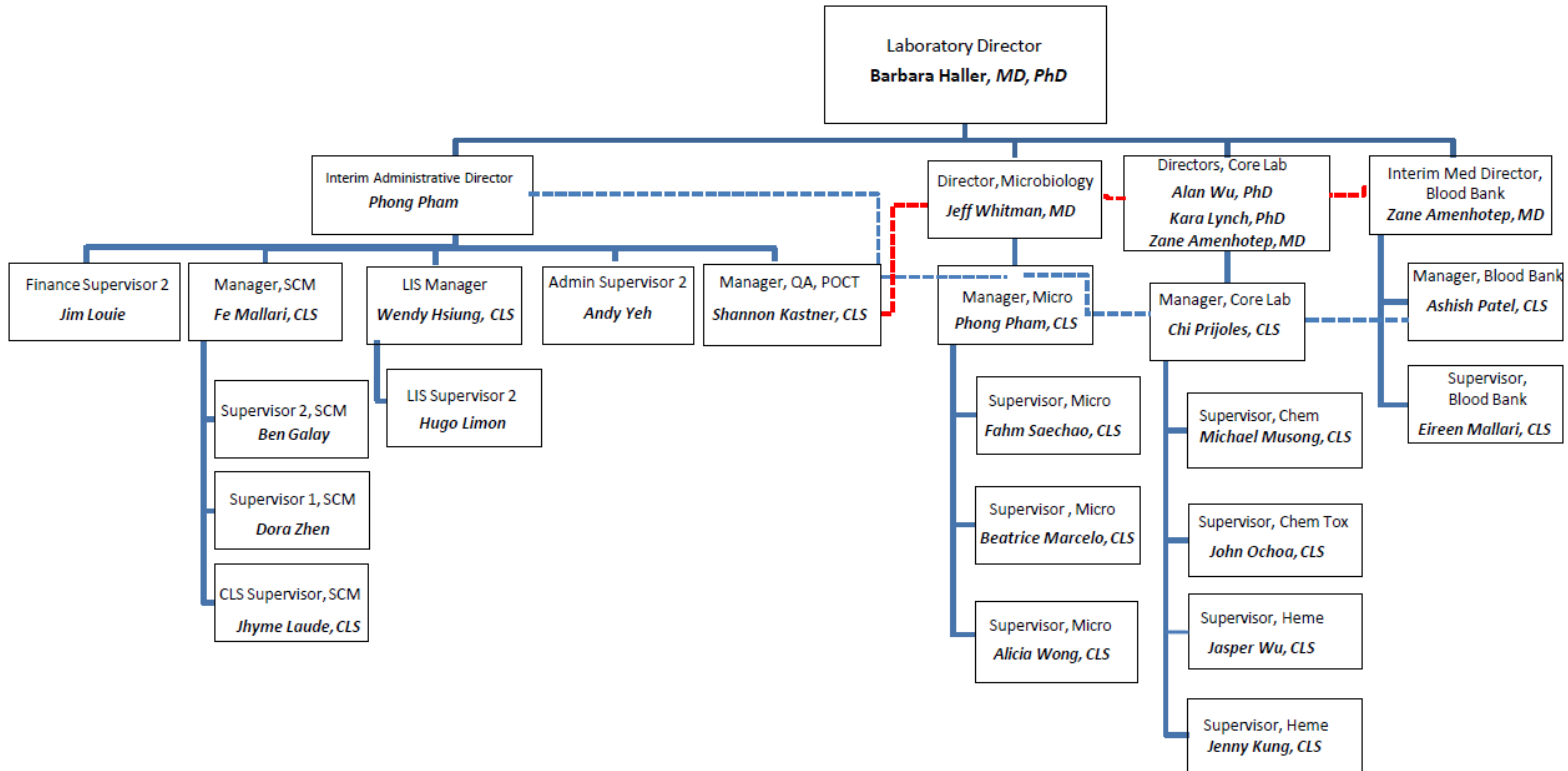 Laboratory Director
Barbara Haller, MD, PhD
Interim Administrative Director
Phong Pham
Director, Microbiology
Jeff Whitman, MD
Directors, Core Lab
Alan Wu, PhD
Kara Lynch, PhD
Zane Amenhotep, MD
Interim Med Director,
Blood Bank
Zane Amenhotep, MD
Finance Supervisor 2
Jim Louie
Manager, SCM
Fe Mallari, CLS
LIS Manager
Wendy Hsiung, CLS
Admin Supervisor 2
Andy Yeh
Manager, QA, POCT
Shannon Kastner, CLS
Manager, Micro
Phong Pham, CLS
Manager, Core Lab
Chi Prijoles, CLS
Manager, Blood Bank
Ashish Patel, CLS
Supervisor 2, SCM
Ben Galay
LIS Supervisor 2
Hugo Limon
Supervisor, Micro
Fahm Saechao, CLS
Supervisor, Chem
Michael Musong, CLS
Supervisor,
Blood Bank
Eireen Mallari, CLS
Supervisor 1, SCM
Dora Zhen
Supervisor , Micro
Beatrice Marcelo, CLS
Supervisor, Chem Tox
John Ochoa, CLS
CLS Supervisor, SCM
Jhyme Laude, CLS
Supervisor, Micro
Alicia Wong, CLS
Supervisor, Heme
Jasper Wu, CLS
Supervisor, Heme
Jenny Kung, CLS